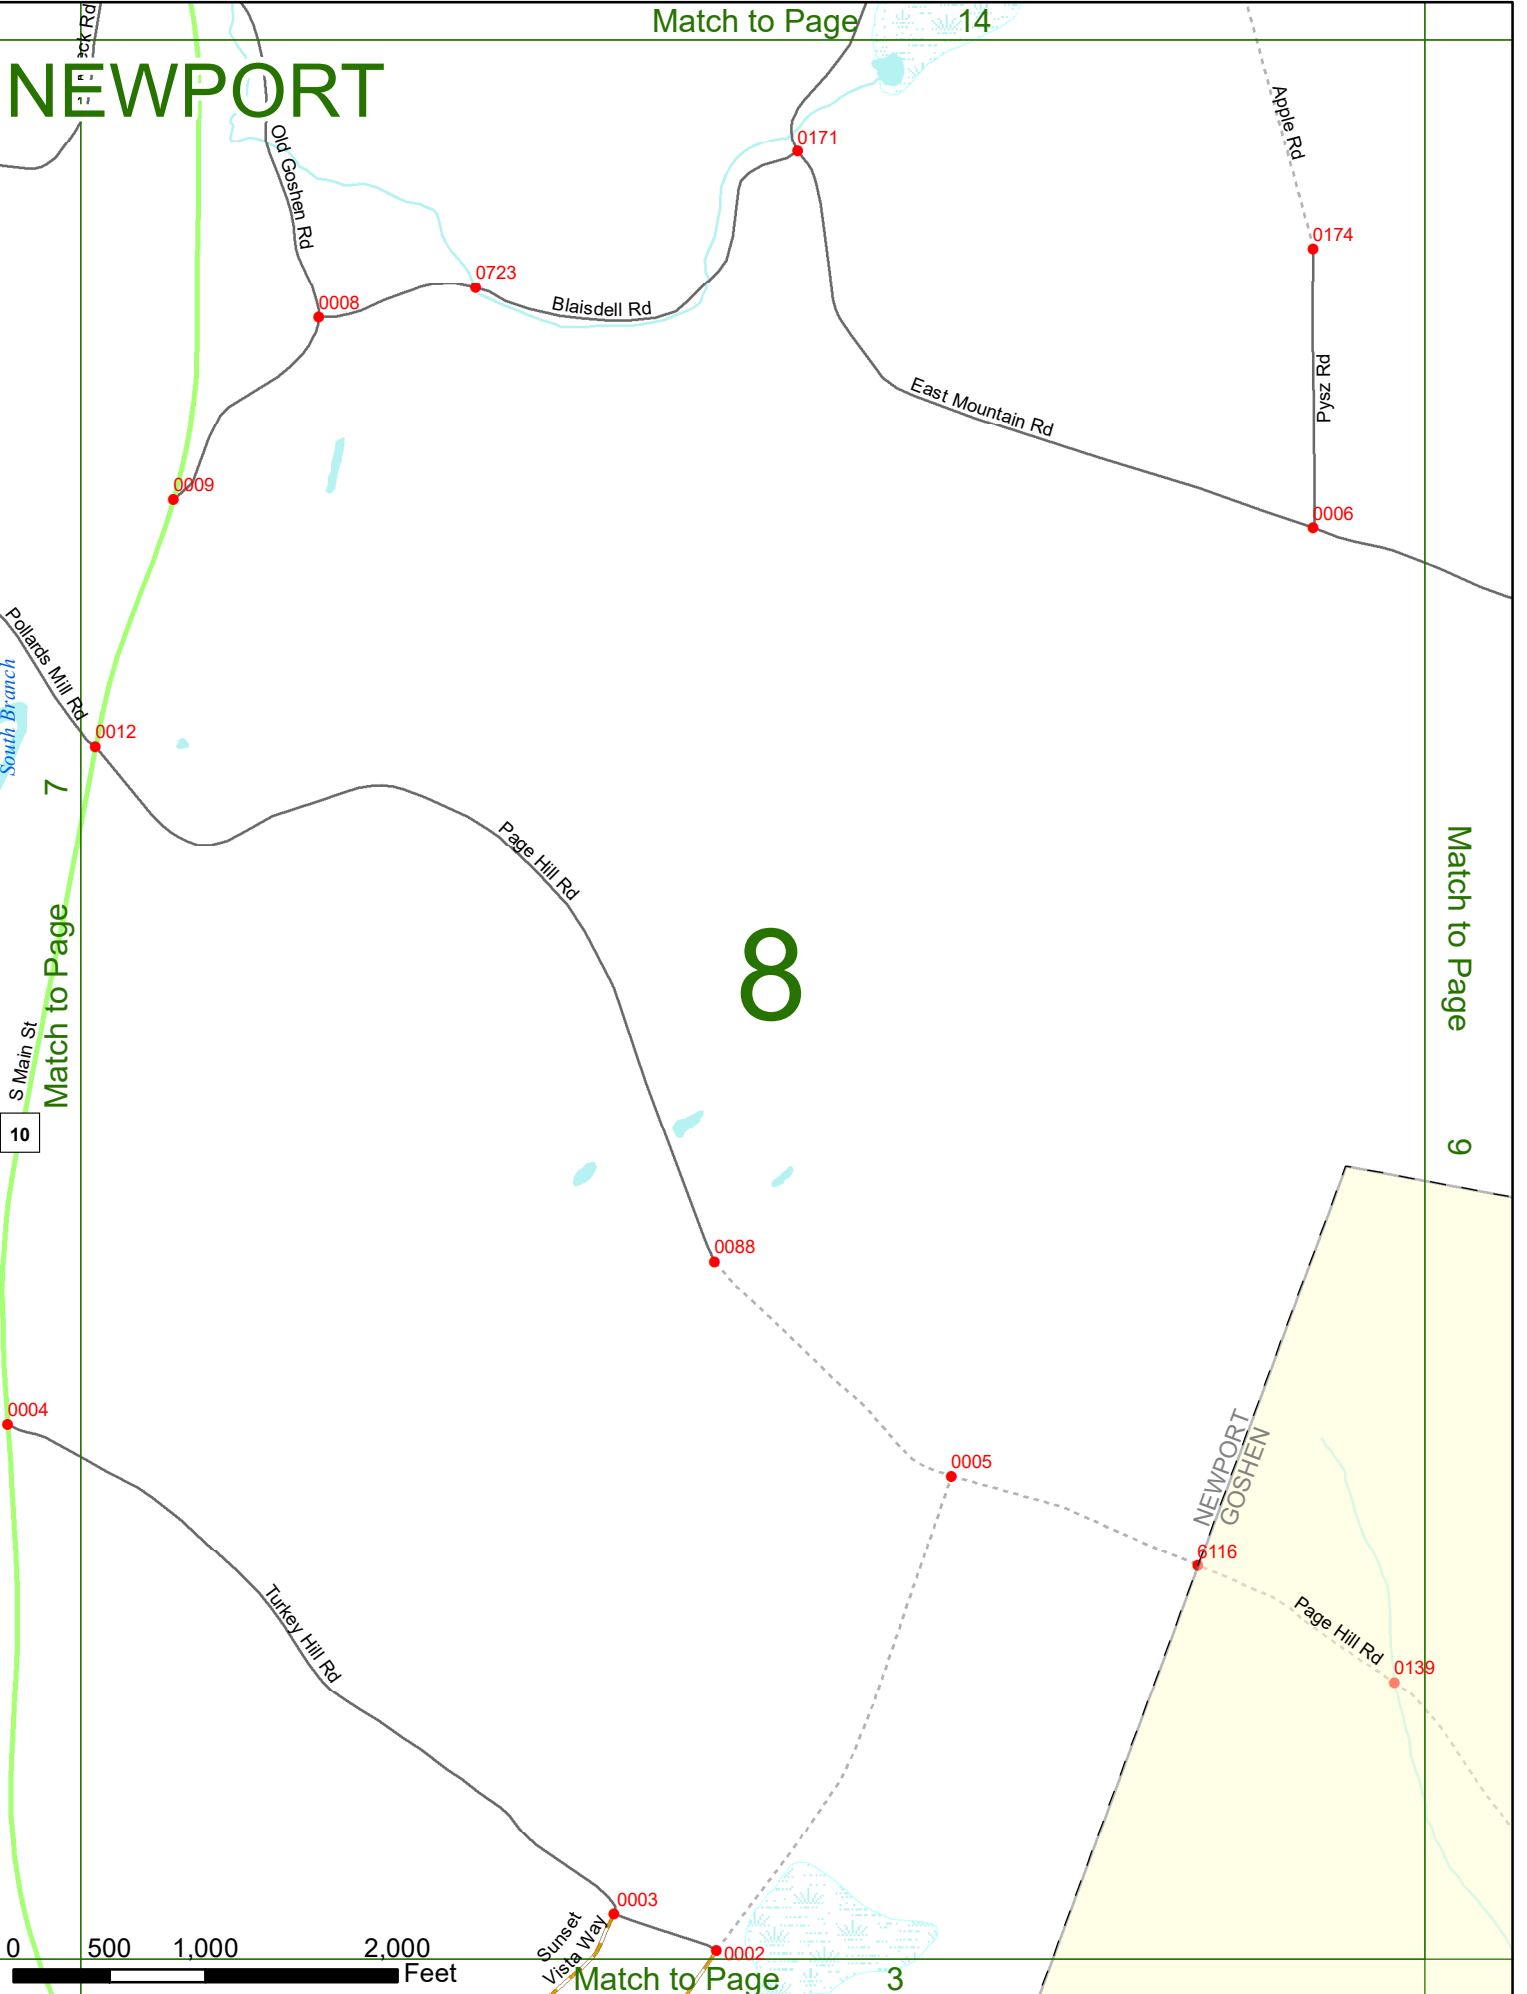 Match to Page 14
eck Rd
NEWPORT
Old Goshen Rd
Apple Rd
0171
0174
0723
0008
Blaisdell Rd
Pysz Rd
East Mountain Rd
0009
0006
Pollards Mill Rd
South Branch
0012
Match to Page 7
Page Hill Rd
Match to Page 9
8
S Main St
10
0088
0004
NEWPORT
GOSHEN
0005
6116
Turkey Hill Rd
Page Hill Rd
0139
0003
Sunset
Vista Way
0002
0 500 1,000 2,000
Feet
Match to Page 3